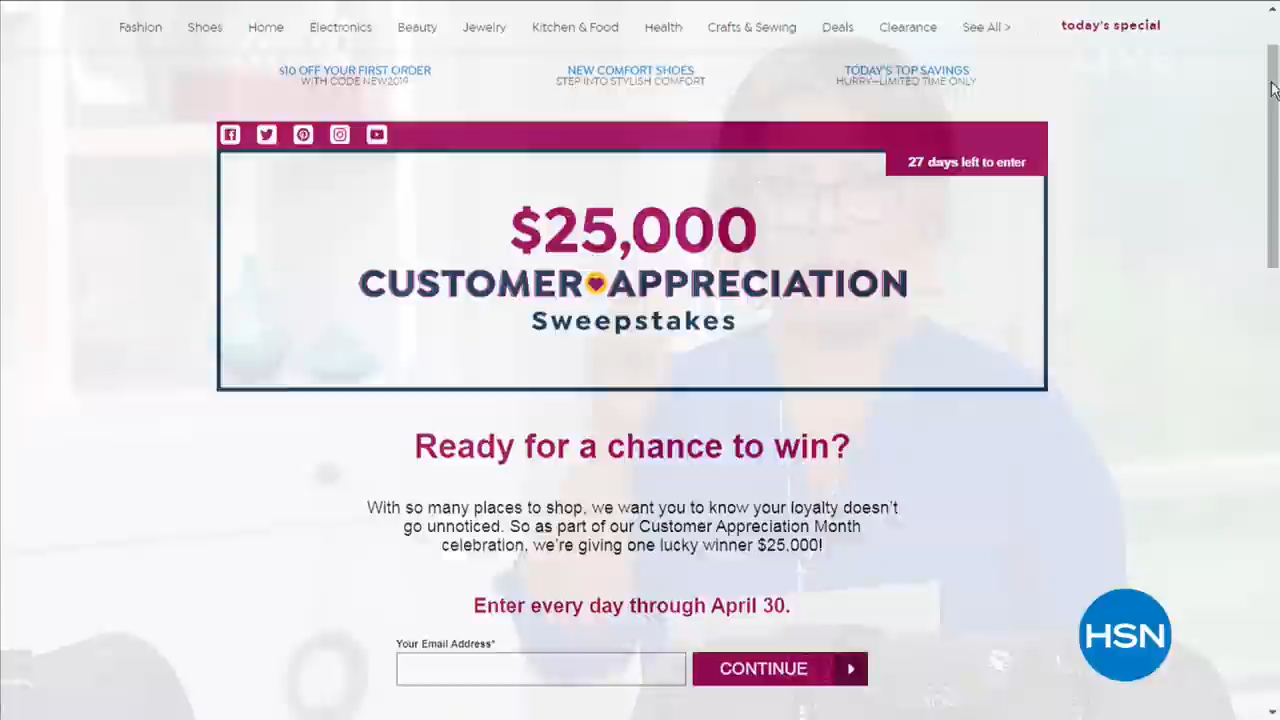 Fashion Shoes Home Electronics Beauty Jewelry Kitchen & Food Health Crafts & Sewing Deals Clearance See All > today's special
$10 OFF YOUR FIRST ORDER NEW COMFORT SHOES TODAY'S TOP SAVINGS
WITH CODE NEW2019 STEP INTO STYLISH COMFORT HURRY—LIMITED TIME ONLY
27 days left to enter
$25,000
CUSTOMER APPRECIATION
Sweepstakes
Ready for a chance to win?
With so many places to shop, we want you to know your loyalty doesn't
go unnoticed. So as part of our Customer Appreciation Month
celebration, we're giving one lucky winner $25,000!
Enter every day through April 30.
Your Email Address*
CONTINUE
HSN